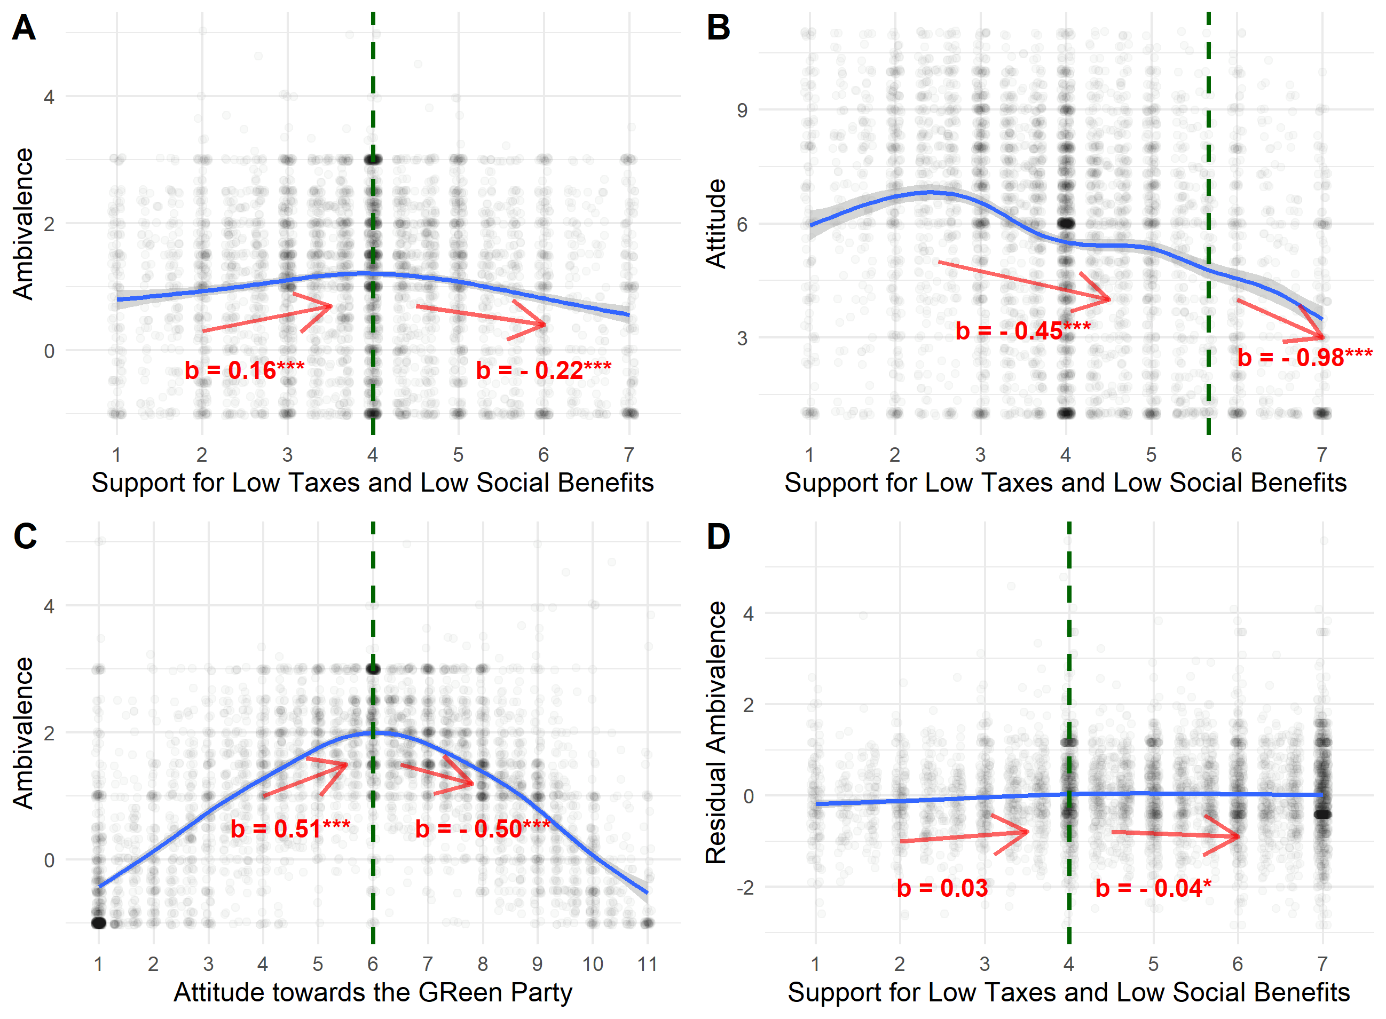 A
Ambivalence
4
2
0
b = 0.16***
b = - 0.22***
1 2 3 4 5 6 7
Support for Low Taxes and Low Social Benefits
B
Attitude
9
6
3
b = - 0.45***
b = - 0.98***
1 2 3 4 5 6 7
Support for Low Taxes and Low Social Benefits
C
Ambivalence
4
2
0
b = 0.51***
b = - 0.50***
1 2 3 4 5 6 7 8 9 10 11
Attitude towards the GReen Party
D
Residual Ambivalence
4
2
0
-2
b = 0.03
b = - 0.04*
1 2 3 4 5 6 7
Support for Low Taxes and Low Social Benefits